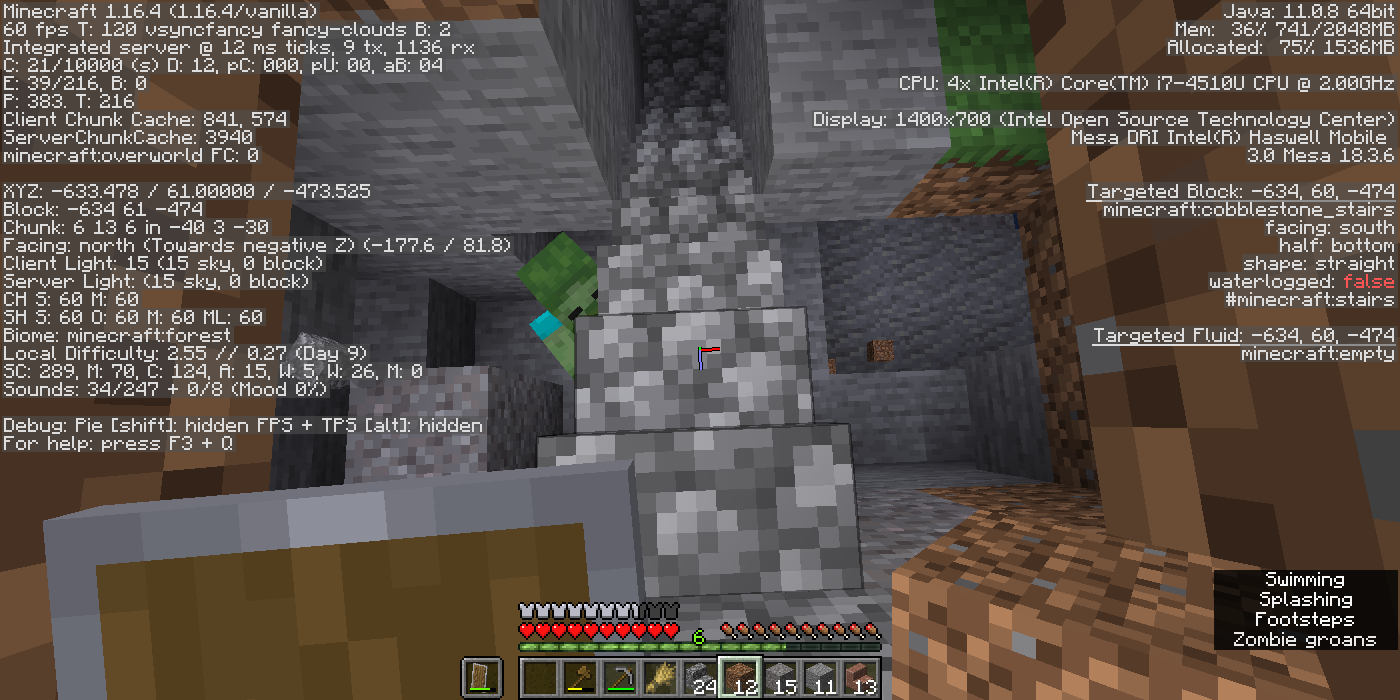 Minecraft 1.16.4 (1.16.4/vanilla)
60 fps T: 120 vsyncfancy fancy-clouds B: 2
Integrated server @ 12 ms ticks, 9 tx, 1136 rx
C: 21/10000 (s) D: 12, pC: 000, pU: 00, aB: 04
E: 39/216, B: 0
P: 383. T: 216
Client Chunk Cache: 841, 574
ServerChunkCache: 3940
minecraft:overworld FC: 0
XYZ: -633.478 / 61.00000 / -473.525
Block: -634 61 -474
Chunk: 6 13 6 in -40 3 -30
Facing: north (Towards negative Z) (-177.6 / 81.8)
Client Light: 15 (15 sky, 0 block)
Server Light: (15 sky, 0 block)
CH S: 60 M: 60
SH S: 60 O: 60 M: 60 ML: 60
Biome: minecraft:forest
Local Difficulty: 2.55 // 0.27 (Day 9)
SC: 289, M: 70, C: 124, A: 15, W: 5, W: 26, M: 0
Sounds: 34/247 + 0/8 (Mood 0%)
Debug: Pie [shift]: hidden FPS + TPS [alt]: hidden
For help: press F3 + Q
Java: 11.0.8 64bit
Mem: 36% 741/2048MB
Allocated: 75% 1536MB
CPU: 4x Intel(R) Core(TM) i7-4510U CPU @ 2.00GHz
Display: 1400x700 (Intel Open Source Technology Center)
Mesa DRI Intel(R) Haswell Mobile
3.0 Mesa 18.3.6
Targeted Block: -634, 60, -474
minecraft:cobblestone_stairs
facing: south
half: bottom
shape: straight
waterlogged: false
#minecraft:stairs
Targeted Fluid: -634, 60, -474
minecraft:empty
Swimming
Splashing
Footsteps
Zombie groans
6
24 12 15 11 13